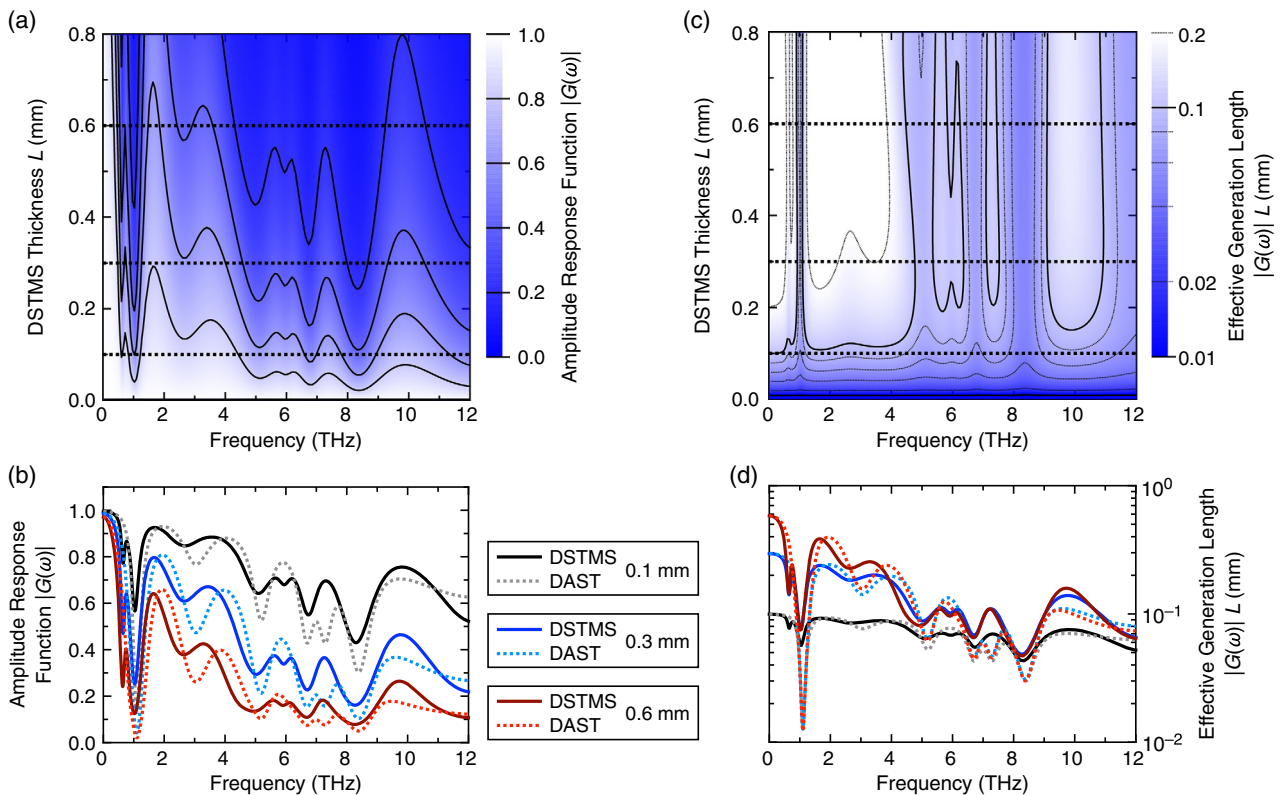 (a)
DSTMS Thickness L (mm)
0.8
0.6
0.4
0.2
0.0
0 2 4 6 8 10 12
Frequency (THz)
1.0
0.8
0.6
0.4
0.2
0.0
Amplitude Response Function |G(ω)|
(c)
DSTMS Thickness L (mm)
0.8
0.6
0.4
0.2
0.0
0 2 4 6 8 10 12
Frequency (THz)
0.2
0.1
0.02
0.01
Effective Generation Length
|G(ω)| L (mm)
(b)
Amplitude Response
Function |G(ω)|
1.0
0.8
0.6
0.4
0.2
0.0
0 2 4 6 8 10 12
Frequency (THz)
DSTMS
DAST
0.1 mm
DSTMS
DAST
0.3 mm
DSTMS
DAST
0.6 mm
(d)
10⁰
10⁻¹
10⁻²
Effective Generation Length
|G(ω)| L (mm)
0 2 4 6 8 10 12
Frequency (THz)